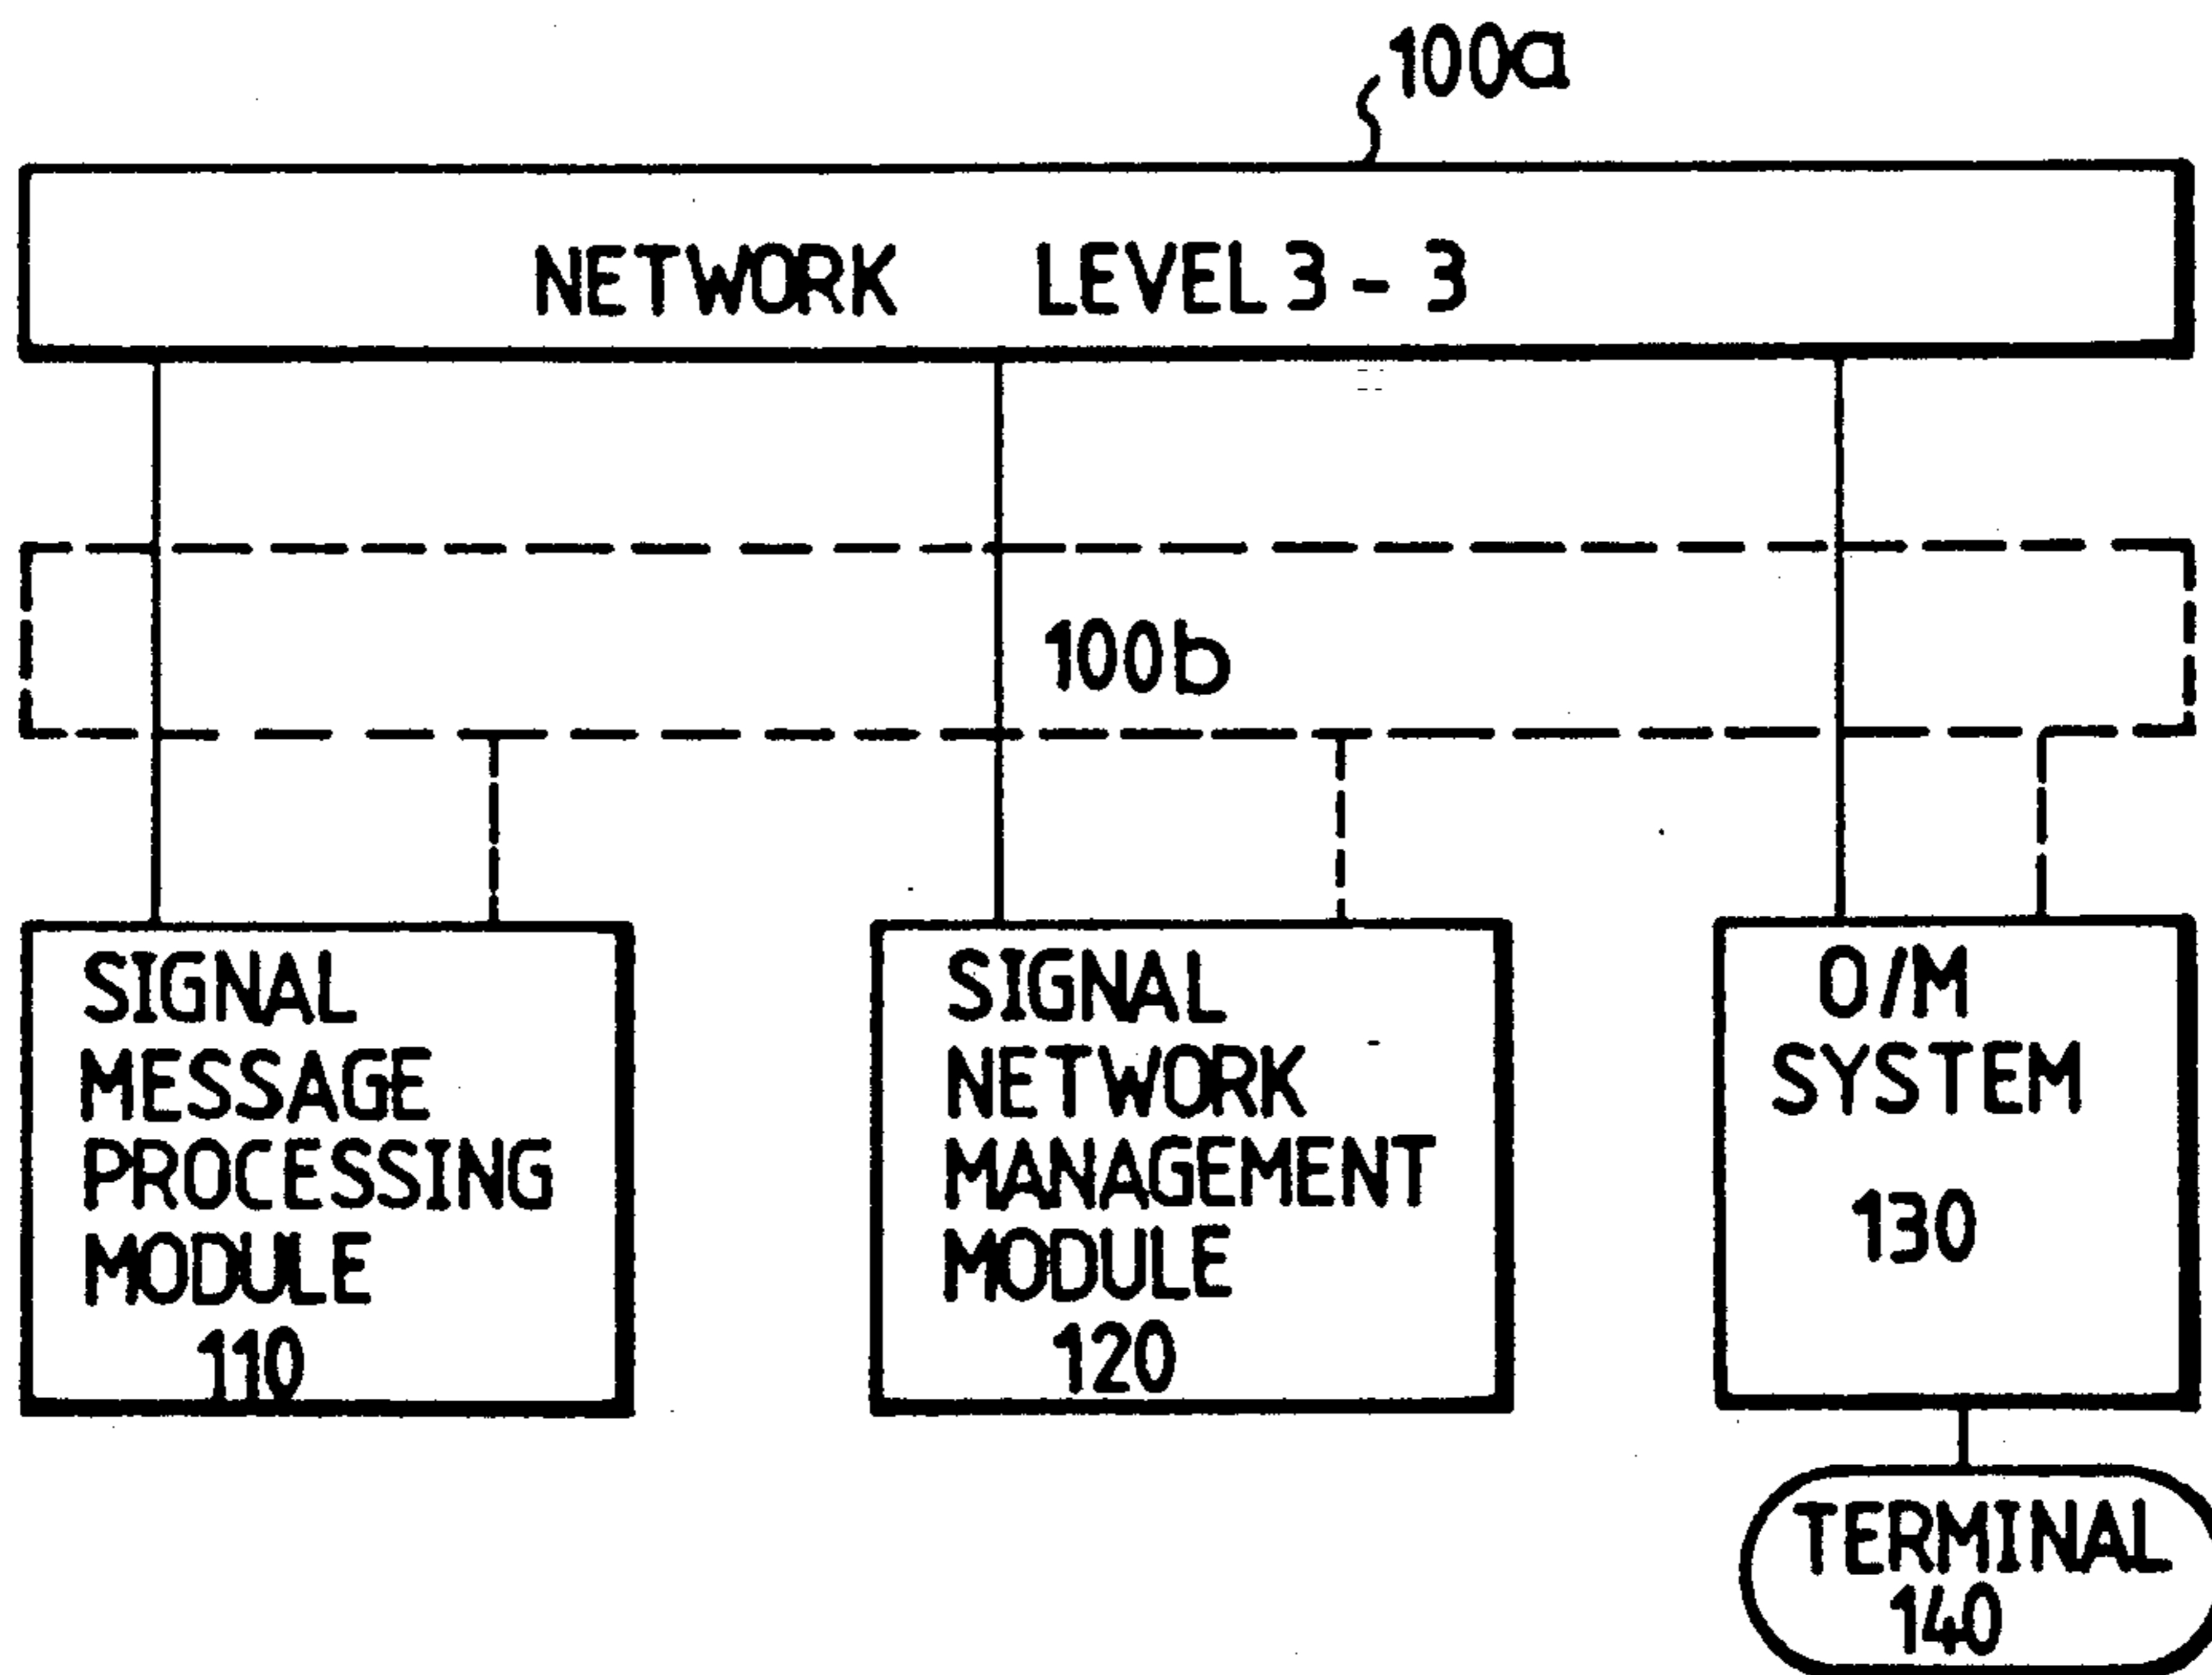 100a
NETWORK LEVEL 3 - 3
100b
SIGNAL
MESSAGE
PROCESSING
MODULE
110
SIGNAL
NETWORK
MANAGEMENT
MODULE
120
O/M
SYSTEM
130
TERMINAL
140